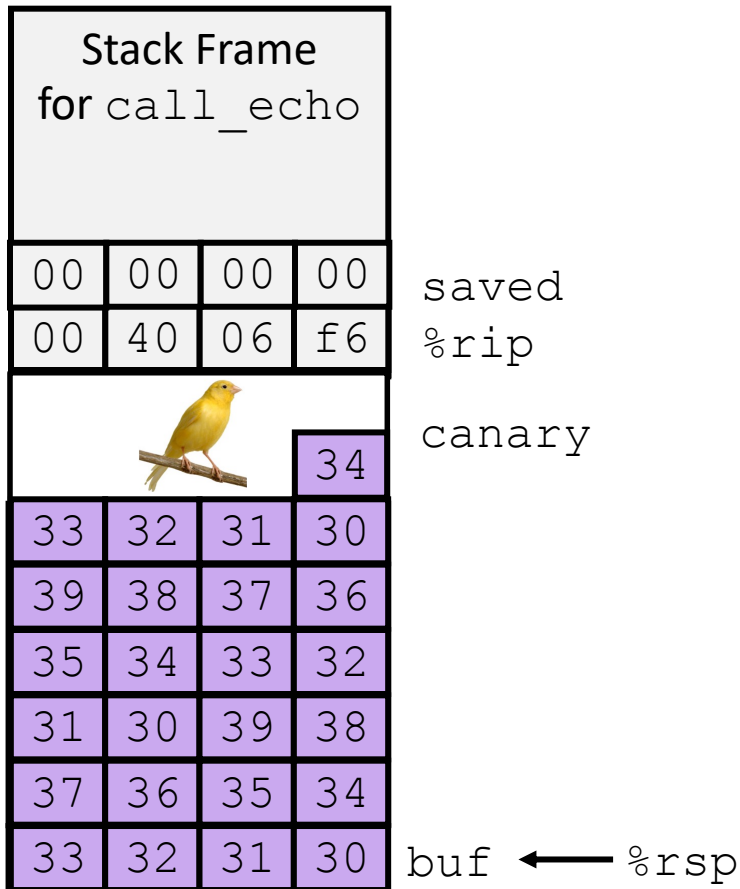 Stack Frame
for call_echo
00 00 00 00
saved
00 40 06 f6
%rip
canary
34
33 32 31 30
39 38 37 36
35 34 33 32
31 30 39 38
37 36 35 34
33 32 31 30
buf
%rsp